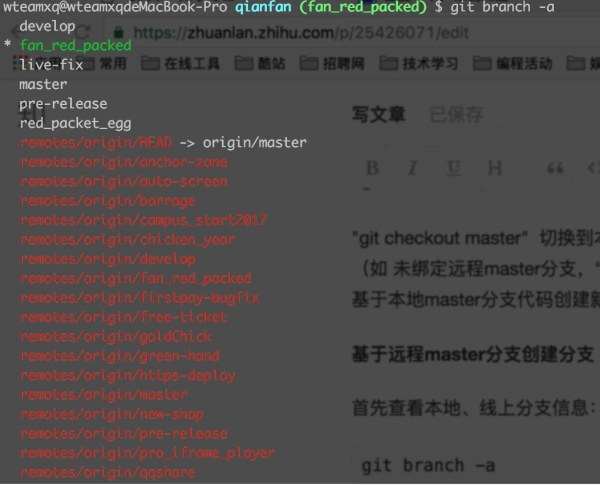 wteamxq@wteamxqdeMacBook-Pro qianfan (fan_red_packed) $ git branch -a
develop
* fan_red_packed
live-fix
master
pre-release
red_packet_egg
remotes/origin/HEAD -> origin/master
remotes/origin/anchor-zone
remotes/origin/auto-screen
remotes/origin/barrage
remotes/origin/campus_start2017
remotes/origin/chicken_year
remotes/origin/develop
remotes/origin/fan_red_packed
remotes/origin/firstpay-bugfix
remotes/origin/free-ticket
remotes/origin/goldChick
remotes/origin/green-hand
remotes/origin/https-deploy
remotes/origin/master
remotes/origin/new-shop
remotes/origin/pre-release
remotes/origin/pro_iframe_player
remotes/origin/qqshare
https://zhuanlan.zhihu.com/p/25426071/edit
常用 在线工具 酷站 招聘网 技术学习 编程活动
写文章 已保存
B I U H “
"git checkout master" 切换到
（如 未绑定远程master分支，"
基于本地master分支代码创建
基于远程master分支创建分支
首先查看本地、线上分支信息：
git branch -a